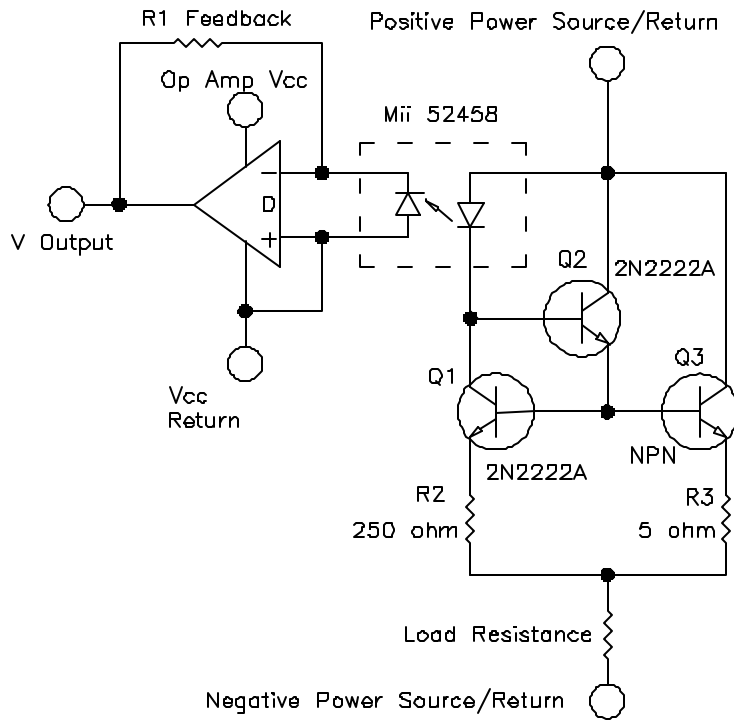 R1 Feedback
Positive Power Source/Return
Op Amp Vcc
Mii 52458
−
D
+
V Output
Q2
2N2222A
Vcc
Return
Q1
Q3
2N2222A
NPN
R2
250 ohm
R3
5 ohm
Load Resistance
Negative Power Source/Return